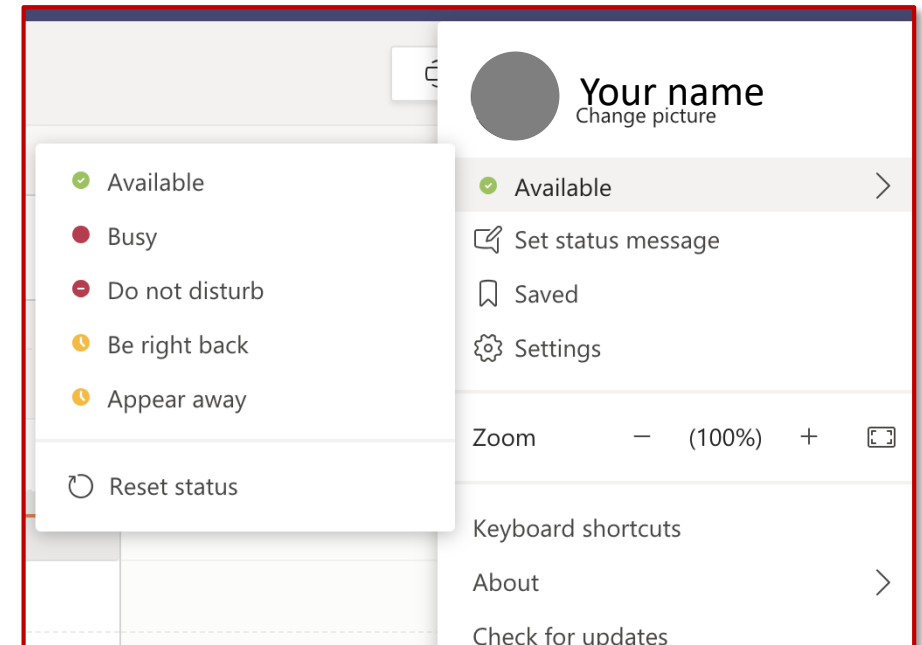 Your name
Change picture
Available
Set status message
Saved
Settings
Zoom − (100%) +
Keyboard shortcuts
About
Check for updates
Available
Busy
Do not disturb
Be right back
Appear away
Reset status